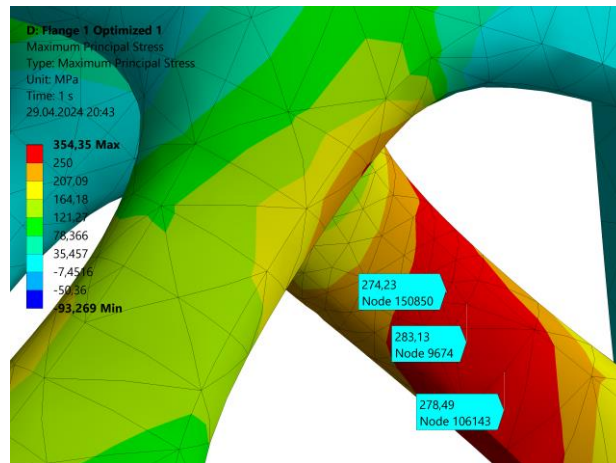 D: Flange 1 Optimized 1
Maximum Principal Stress
Type: Maximum Principal Stress
Unit: MPa
Time: 1 s
29.04.2024 20:43
354,35 Max
250
207,09
164,18
121,27
78,366
35,457
-7,4516
-50,36
-93,269 Min
274,23
Node 150850
283,13
Node 9674
278,49
Node 106143